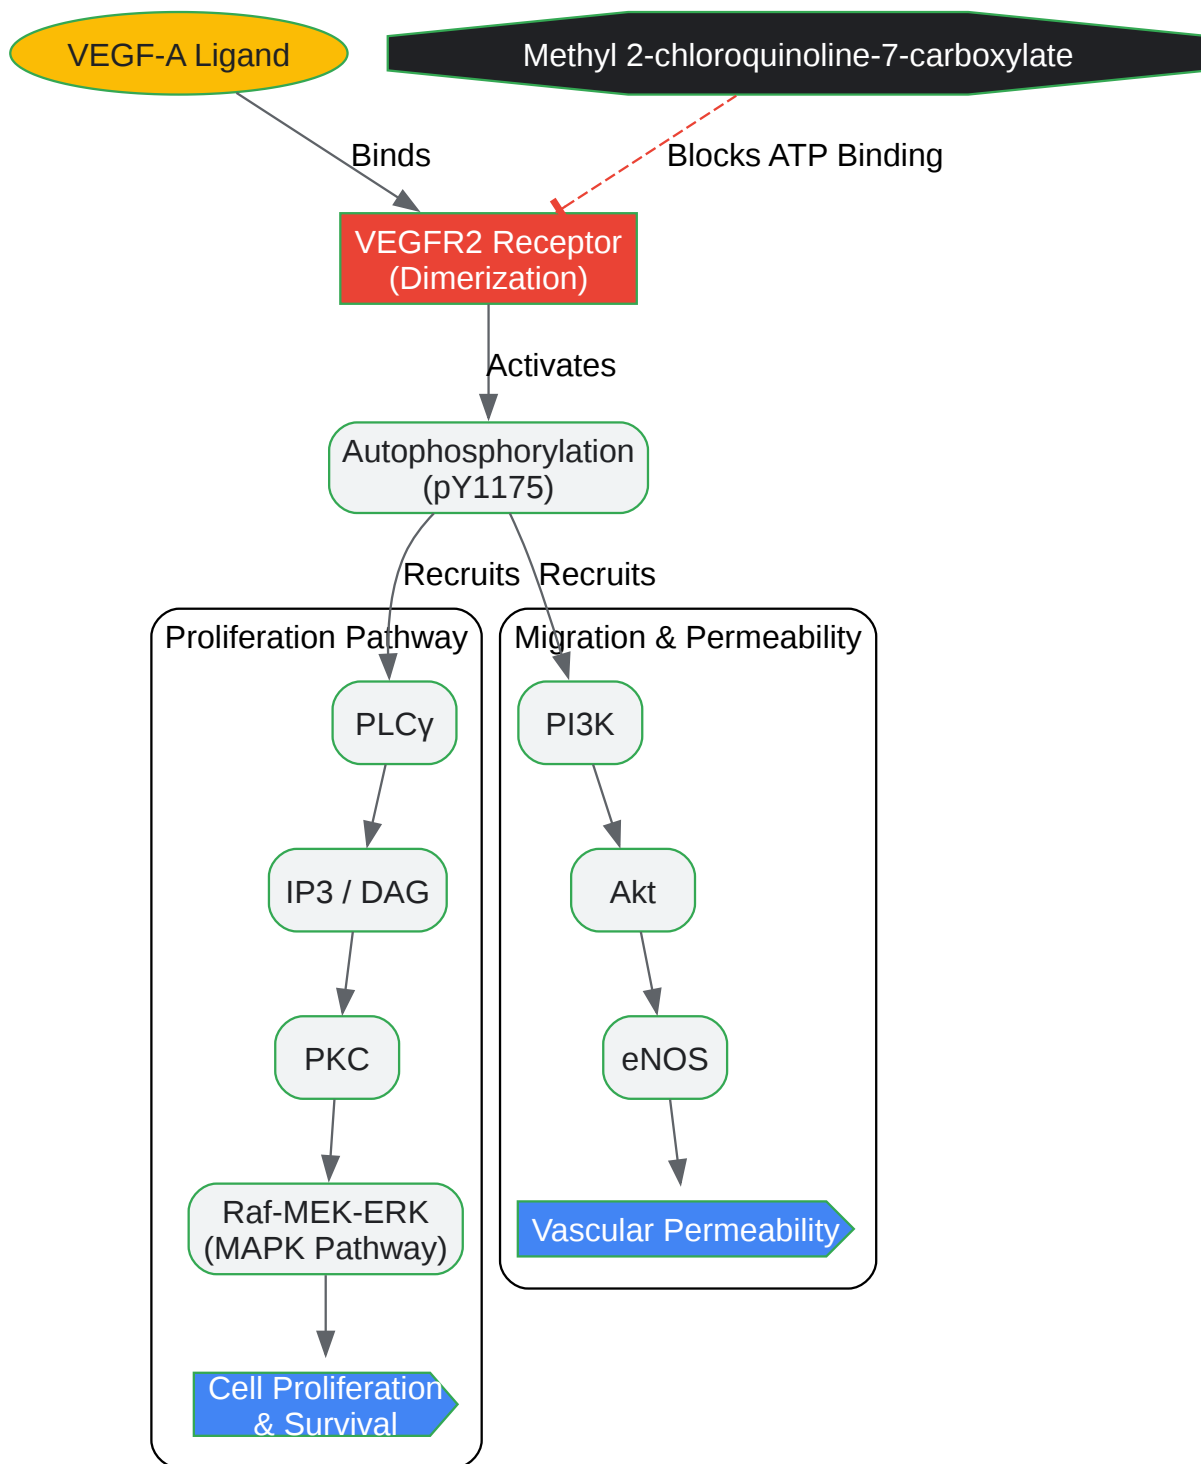 VEGF-A Ligand
Methyl 2-chloroquinoline-7-carboxylate
Binds
Blocks ATP Binding
VEGFR2 Receptor
(Dimerization)
Activates
Autophosphorylation
(pY1175)
Recruits
Recruits
Proliferation Pathway
Migration & Permeability
PLCγ
PI3K
IP3 / DAG
Akt
PKC
eNOS
Raf-MEK-ERK
(MAPK Pathway)
Vascular Permeability
Cell Proliferation
& Survival